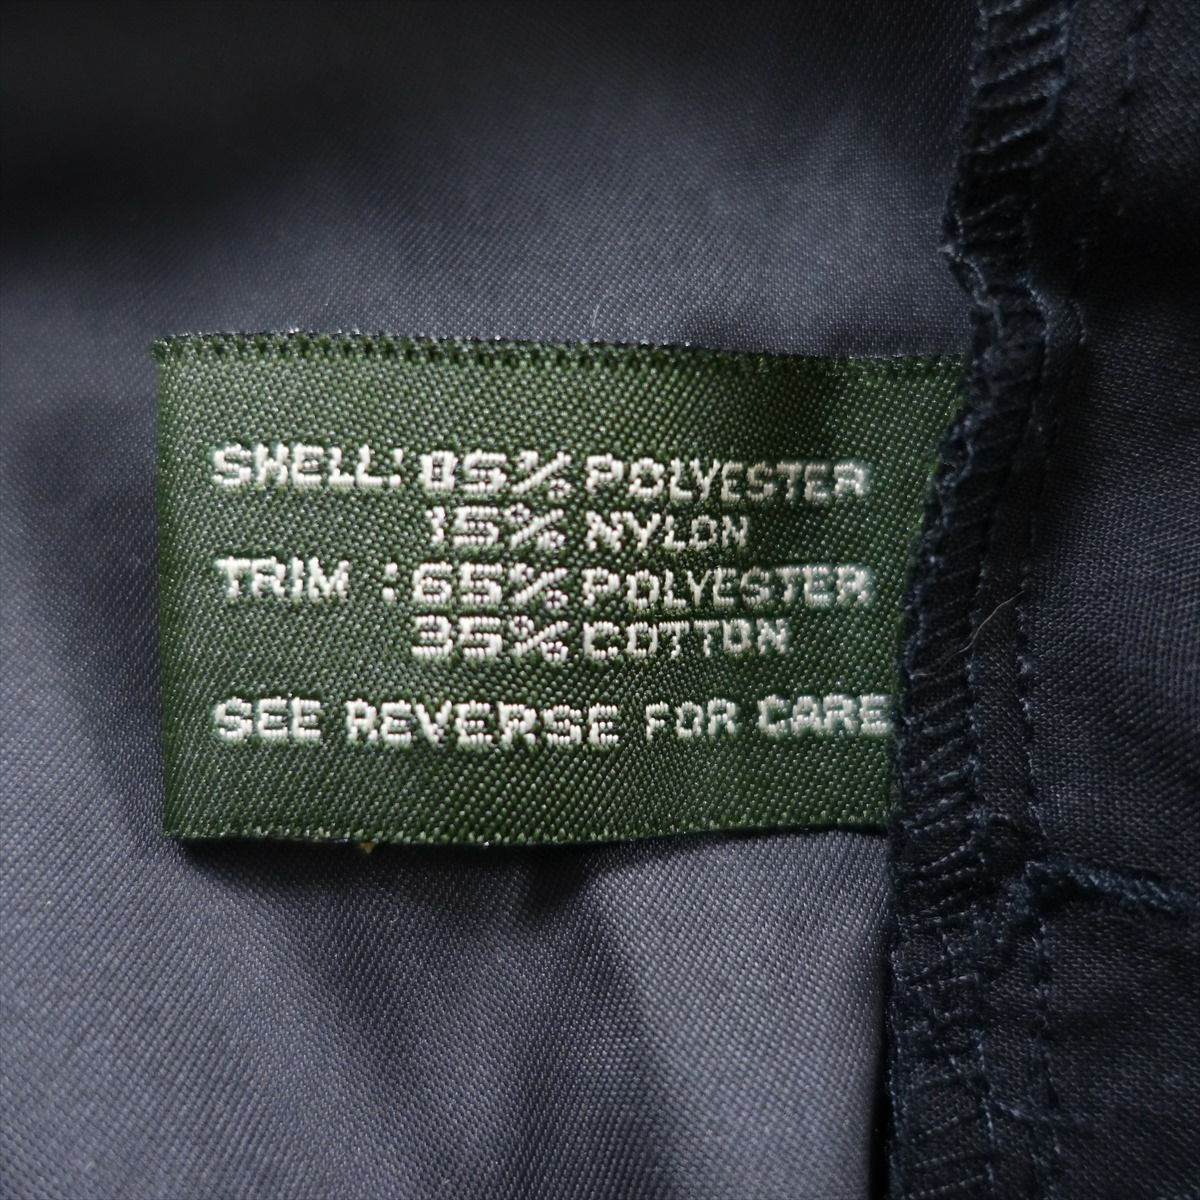 SHELL: 85% POLYESTER
15% NYLON
TRIM : 65% POLYESTER
35% COTTON
SEE REVERSE FOR CARE